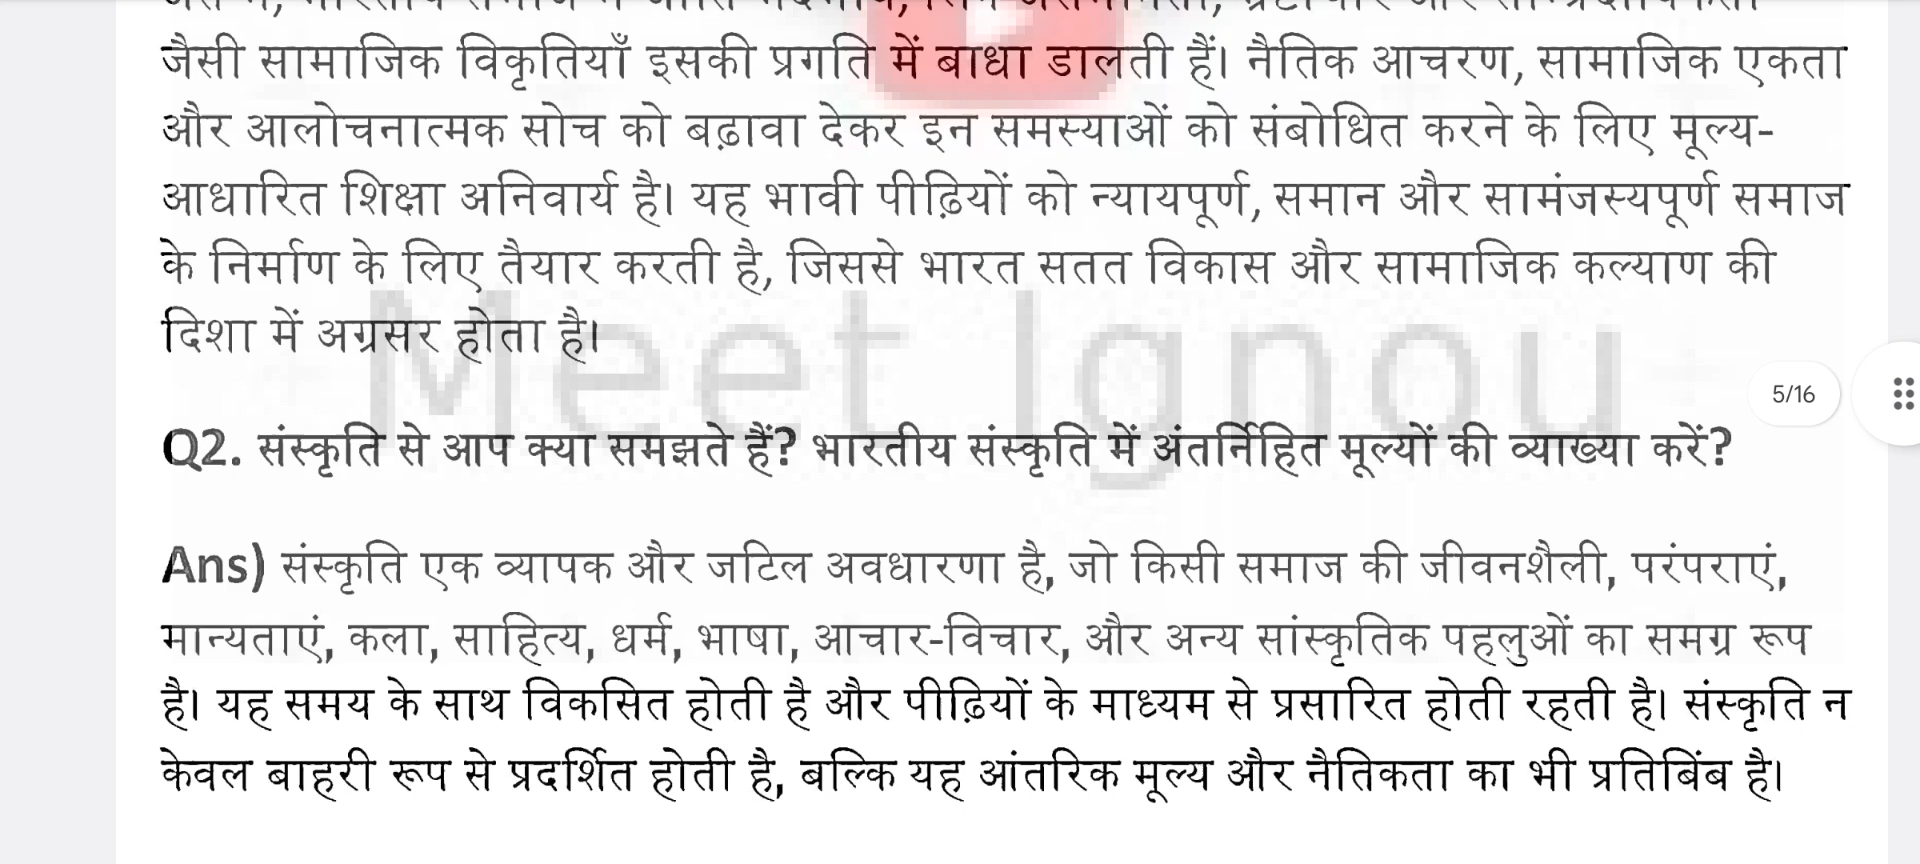 जैसी सामाजिक विकृतियाँ इसकी प्रगति में बाधा डालती हैं। नैतिक आचरण, सामाजिक एकता
और आलोचनात्मक सोच को बढ़ावा देकर इन समस्याओं को संबोधित करने के लिए मूल्य-
आधारित शिक्षा अनिवार्य है। यह भावी पीढ़ियों को न्यायपूर्ण, समान और सामंजस्यपूर्ण समाज
के निर्माण के लिए तैयार करती है, जिससे भारत सतत विकास और सामाजिक कल्याण की
दिशा में अग्रसर होता है।
Meet Ignou
5/16
Q2. संस्कृति से आप क्या समझते हैं? भारतीय संस्कृति में अंतर्निहित मूल्यों की व्याख्या करें?
Ans) संस्कृति एक व्यापक और जटिल अवधारणा है, जो किसी समाज की जीवनशैली, परंपराएं,
मान्यताएं, कला, साहित्य, धर्म, भाषा, आचार-विचार, और अन्य सांस्कृतिक पहलुओं का समग्र रूप
है। यह समय के साथ विकसित होती है और पीढ़ियों के माध्यम से प्रसारित होती रहती है। संस्कृति न
केवल बाहरी रूप से प्रदर्शित होती है, बल्कि यह आंतरिक मूल्य और नैतिकता का भी प्रतिबिंब है।